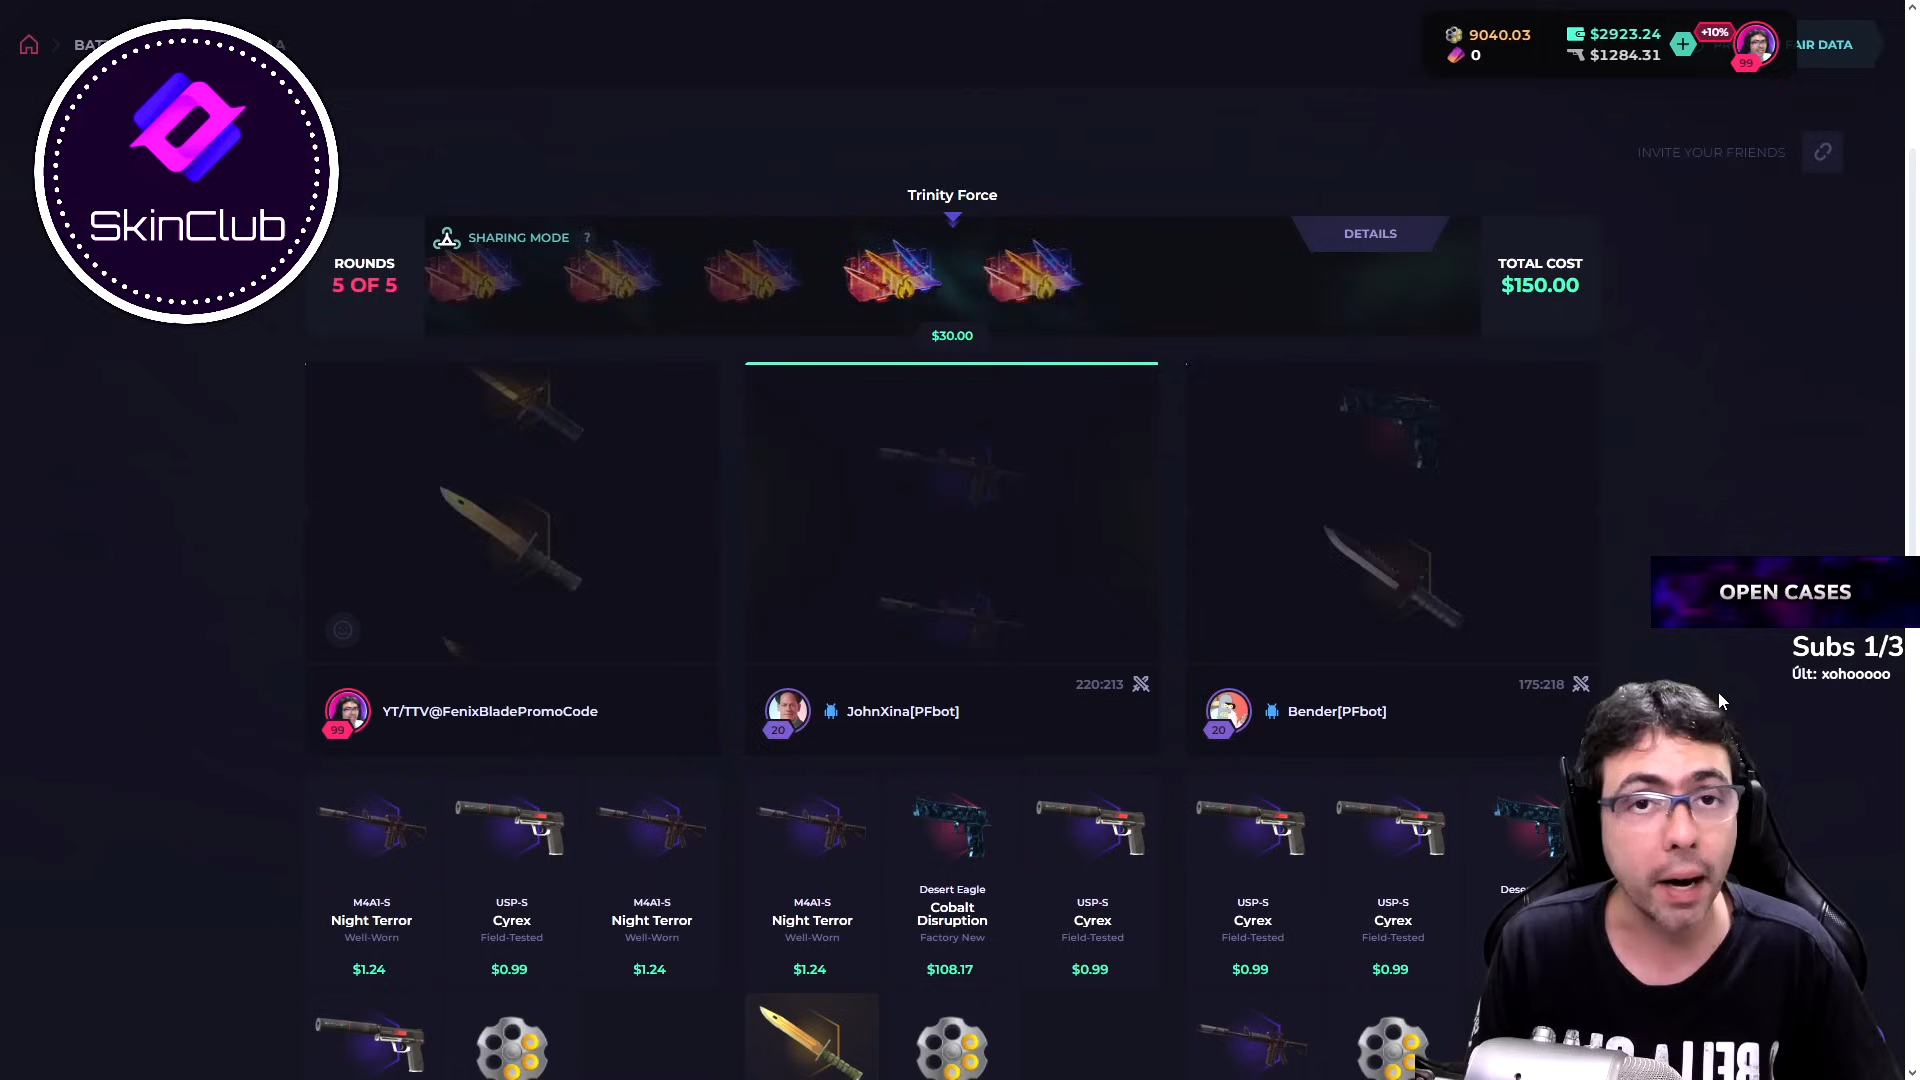 BAT
9040.03
0
$2923.24
$1284.31
+10%
99
AIR DATA
SkinClub
INVITE YOUR FRIENDS
Trinity Force
ROUNDS
5 OF 5
SHARING MODE ?
DETAILS
TOTAL COST
$150.00
$30.00
OPEN CASES
Subs 1/3
Últ: xohooooo
220:213
175:218
99
YT/TTV@FenixBladePromoCode
20
JohnXina[PFbot]
20
Bender[PFbot]
M4A1-S
Night Terror
Well-Worn
$1.24
USP-S
Cyrex
Field-Tested
$0.99
M4A1-S
Night Terror
Well-Worn
$1.24
M4A1-S
Night Terror
Well-Worn
$1.24
Desert Eagle
Cobalt
Disruption
Factory New
$108.17
USP-S
Cyrex
Field-Tested
$0.99
USP-S
Cyrex
Field-Tested
$0.99
USP-S
Cyrex
Field-Tested
$0.99
Dese